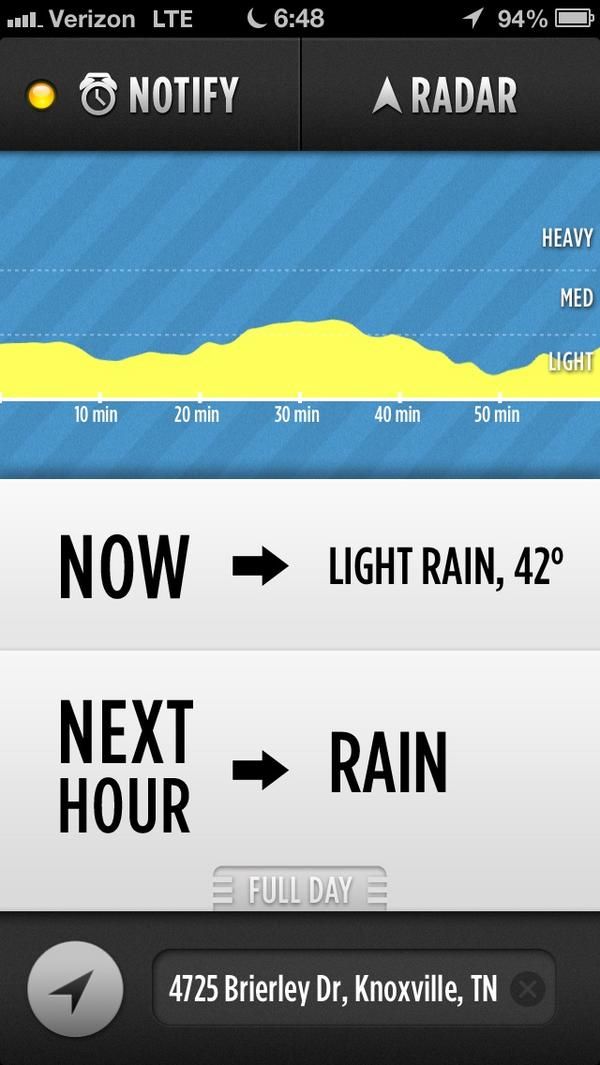 Verizon LTE 6:48 94%
NOTIFY RADAR
HEAVY
MED
LIGHT
10 min 20 min 30 min 40 min 50 min
NOW LIGHT RAIN, 42º
NEXT
HOUR
RAIN
FULL DAY
4725 Brierley Dr, Knoxville, TN